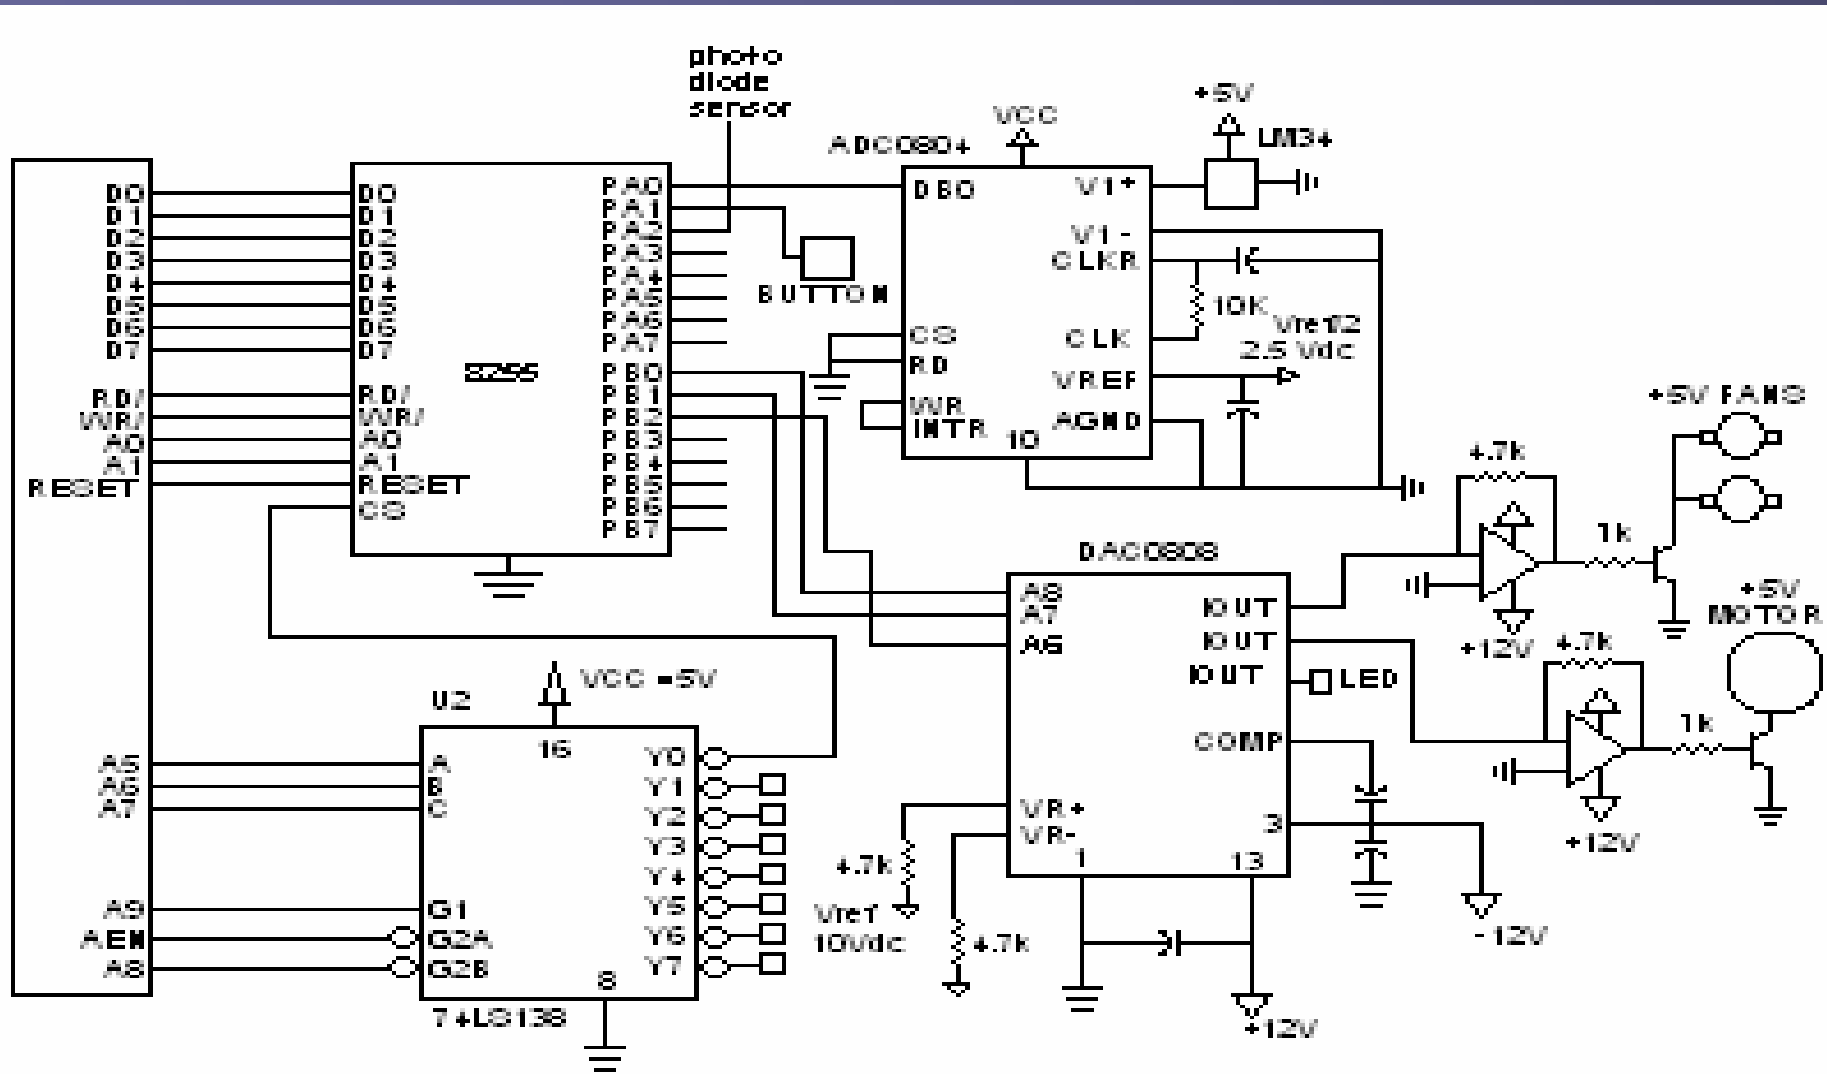 photo
diode
sensor
ADC0804
VCC
+5V
LM34
D0
D1
D2
D3
D4
D5
D6
D7
RD/
WR/
A0
A1
RESET
A5
A6
A7
A9
AEN
A8
D0
D1
D2
D3
D4
D5
D6
D7
RD/
WR/
A0
A1
RESET
CS
8255
PA0
PA1
PA2
PA3
PA4
PA5
PA6
PA7
PB0
PB1
PB2
PB3
PB4
PB5
PB6
PB7
BUTTON
DB0
CS
RD
WR
INTR
10
V1+
V1-
CLKR
CLK
VREF
AGND
10K
Vref/2
2.5 Vdc
+5V FANS
4.7k
1k
+12V
+5V
MOTOR
4.7k
1k
+12V
DAC0808
A8
A7
A6
IOUT
IOUT
IOUT
LED
COMP
VR+
VR-
3
1
13
4.7k
Vref
10Vdc
4.7k
-12V
+12V
U2
VCC =5V
16
A
B
C
G1
G2A
G2B
Y0
Y1
Y2
Y3
Y4
Y5
Y6
Y7
8
74LS138